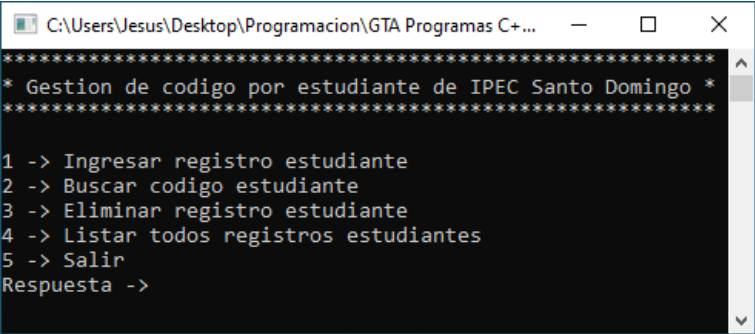 C:\Users\Jesus\Desktop\Programacion\GTA Programas C+...
************************************************************
* Gestion de codigo por estudiante de IPEC Santo Domingo *
************************************************************
1 -> Ingresar registro estudiante
2 -> Buscar codigo estudiante
3 -> Eliminar registro estudiante
4 -> Listar todos registros estudiantes
5 -> Salir
Respuesta ->